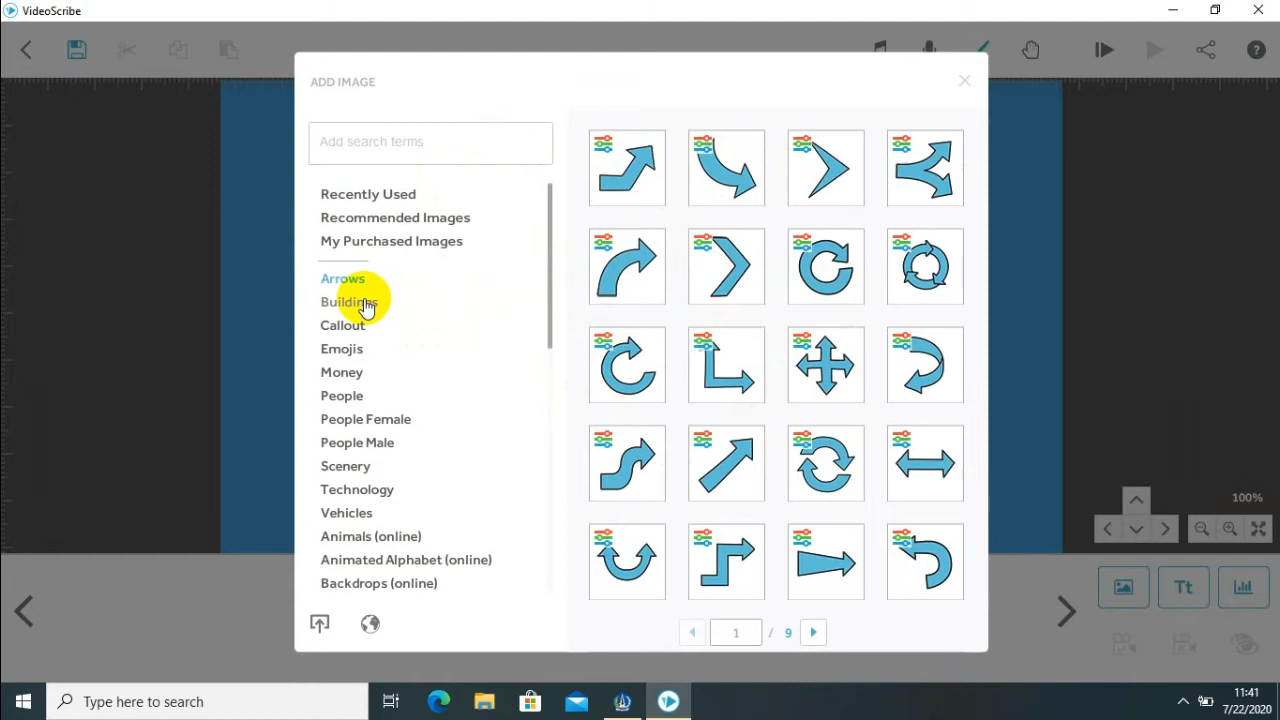 VideoScribe
ADD IMAGE
Add search terms
Recently Used
Recommended Images
My Purchased Images
Arrows
Buildings
Callout
Emojis
Money
People
People Female
People Male
Scenery
Technology
Vehicles
Animals (online)
Animated Alphabet (online)
Backdrops (online)
1 / 9
100%
Tt
Type here to search
11:41
7/22/2020